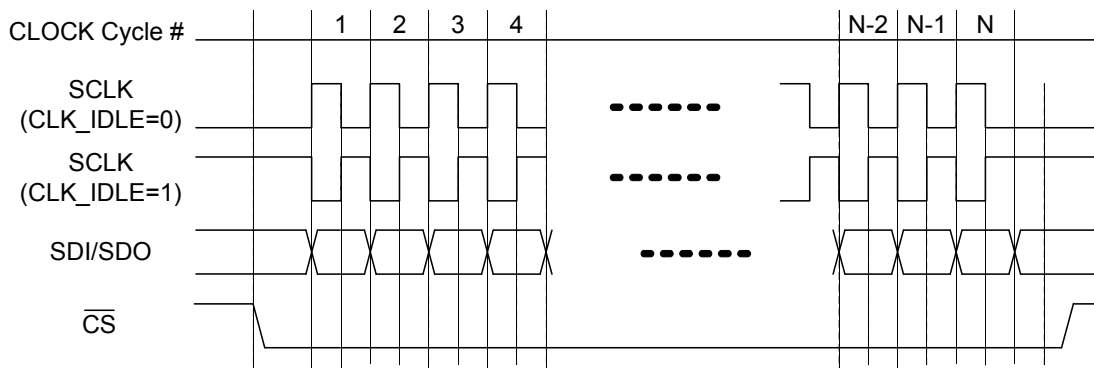 CLOCK Cycle # 1 2 3 4 N-2 N-1 N
SCLK
(CLK_IDLE=0)
SCLK
(CLK_IDLE=1)
SDI/SDO
CS